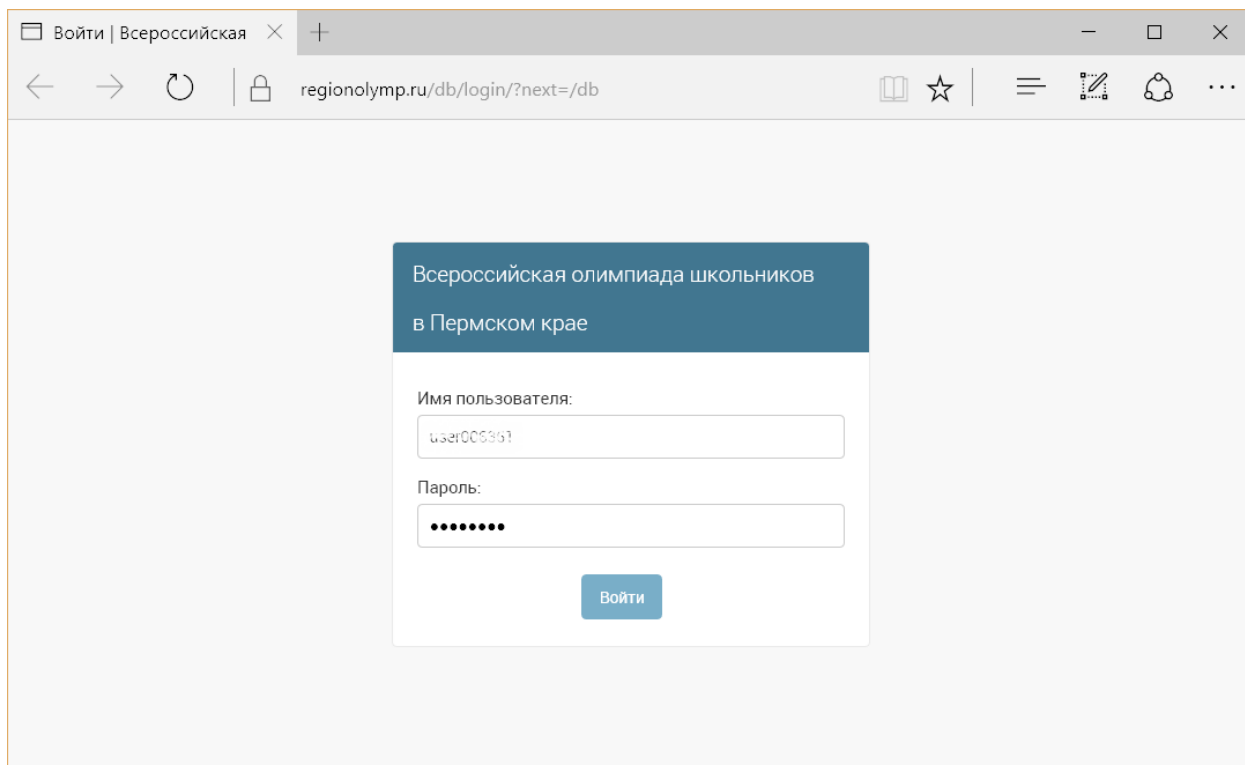 Войти | Всероссийская
regionolymp.ru/db/login/?next=/db
Всероссийская олимпиада школьников
в Пермском крае
Имя пользователя:
Пароль:
••••••••
Войти